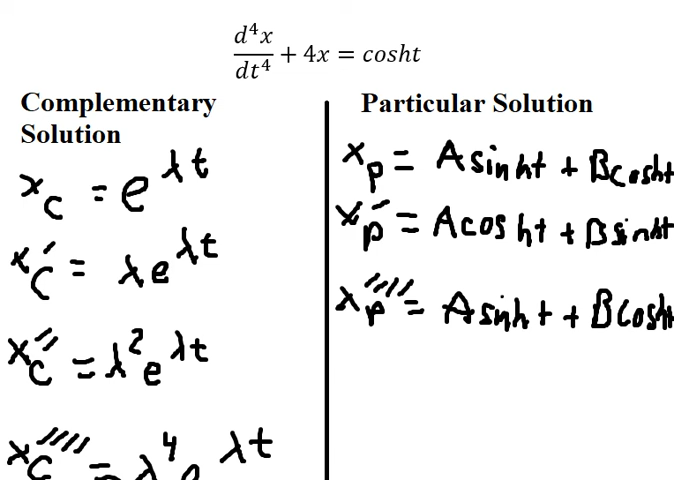 d⁴x/dt⁴ + 4x = cosht
Complementary
Solution
x_c = e^λt
x_c′ = λe^λt
x_c″ = λ²e^λt
x_c⁗ = λ⁴e^λt
Particular Solution
x_p = Asinht + Bcosht
x_p′ = Acosht + Bsinht
x_p⁗ = Asinht + Bcosht